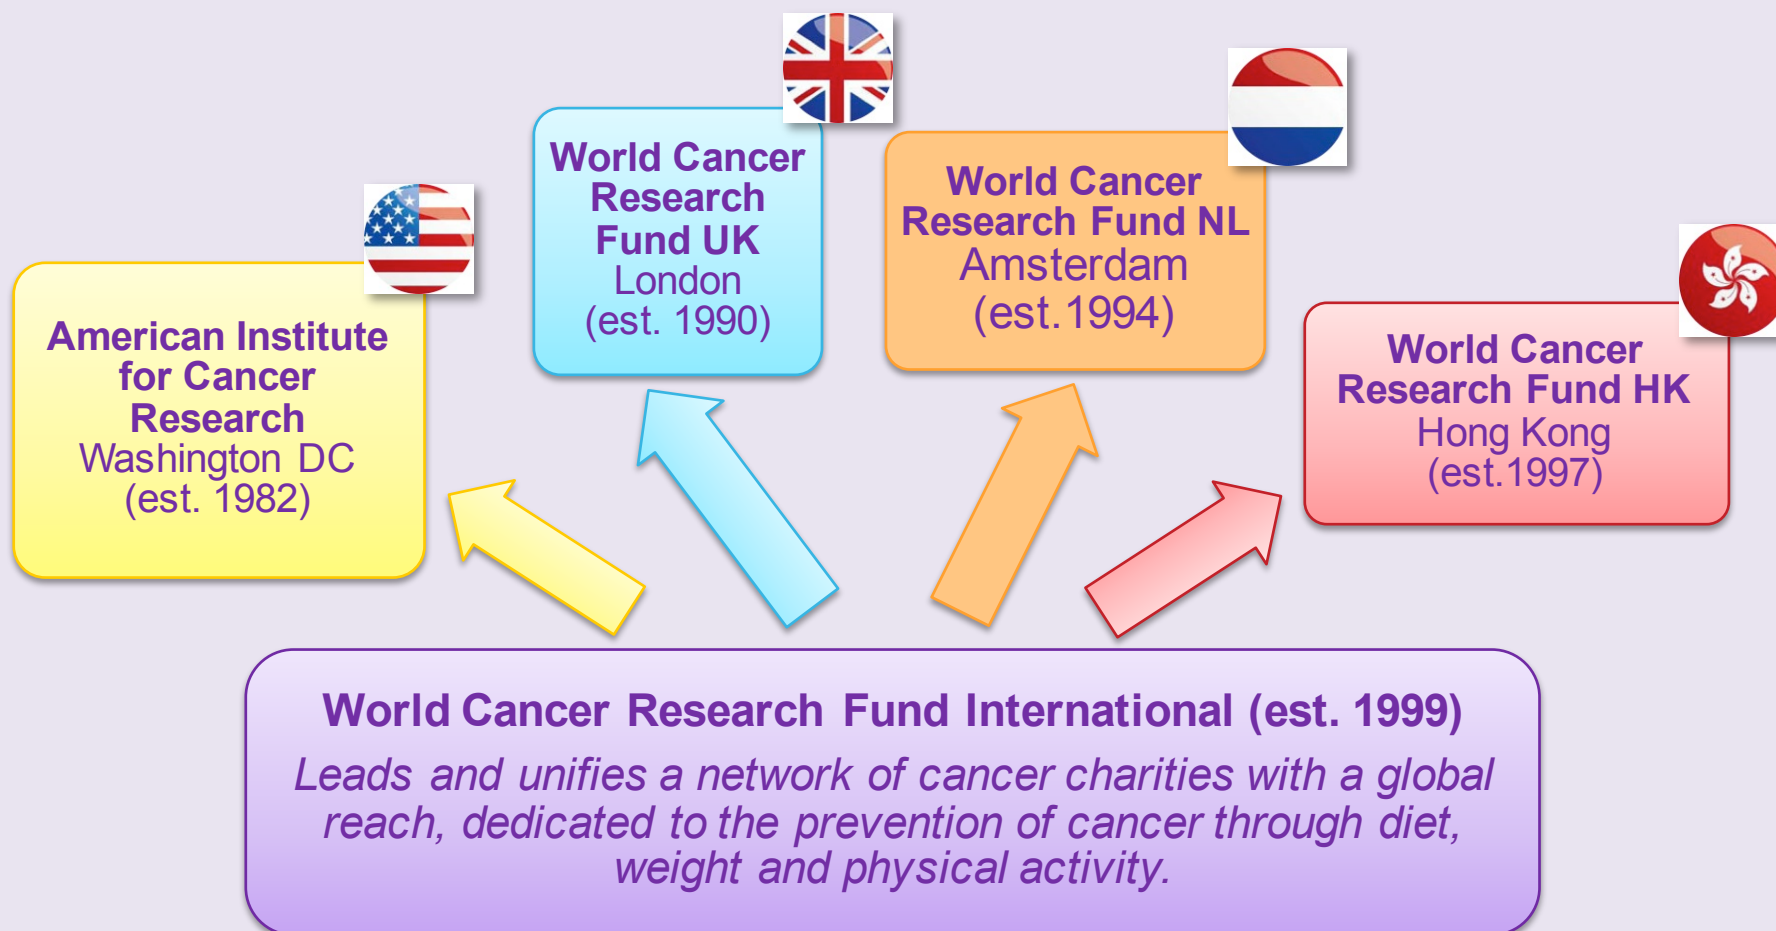 American Institute
for Cancer
Research
Washington DC
(est. 1982)
World Cancer
Research
Fund UK
London
(est. 1990)
World Cancer
Research Fund NL
Amsterdam
(est.1994)
World Cancer
Research Fund HK
Hong Kong
(est.1997)
World Cancer Research Fund International (est. 1999)
Leads and unifies a network of cancer charities with a global
reach, dedicated to the prevention of cancer through diet,
weight and physical activity.